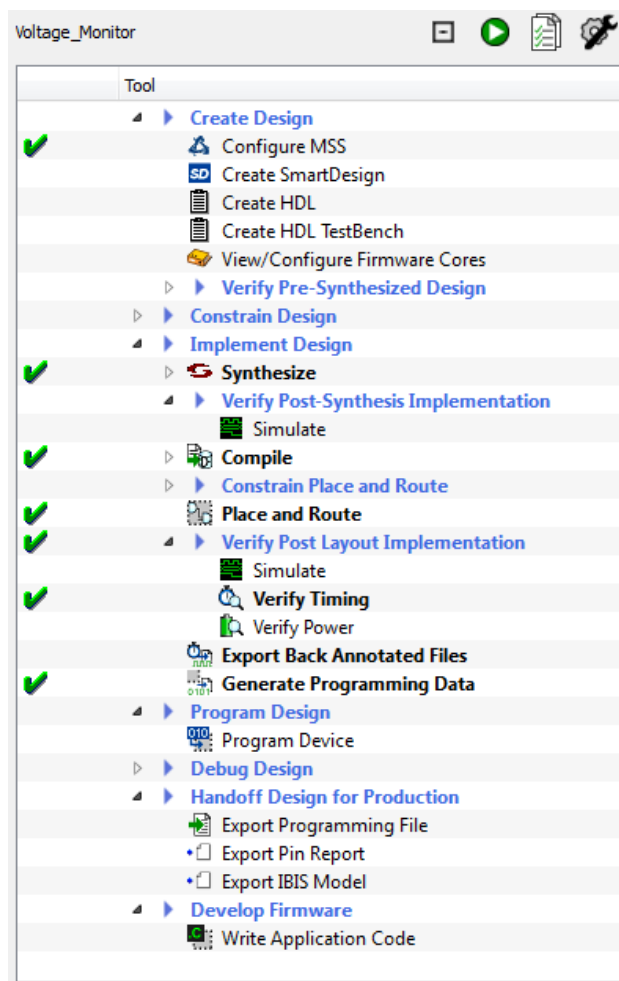 Voltage_Monitor
Tool
Create Design
Configure MSS
SD Create SmartDesign
Create HDL
Create HDL TestBench
View/Configure Firmware Cores
Verify Pre-Synthesized Design
Constrain Design
Implement Design
Synthesize
Verify Post-Synthesis Implementation
Simulate
Compile
Constrain Place and Route
Place and Route
Verify Post Layout Implementation
Simulate
Verify Timing
Verify Power
Export Back Annotated Files
0101 Generate Programming Data
Program Design
010 Program Device
Debug Design
Handoff Design for Production
Export Programming File
Export Pin Report
Export IBIS Model
Develop Firmware
.C Write Application Code